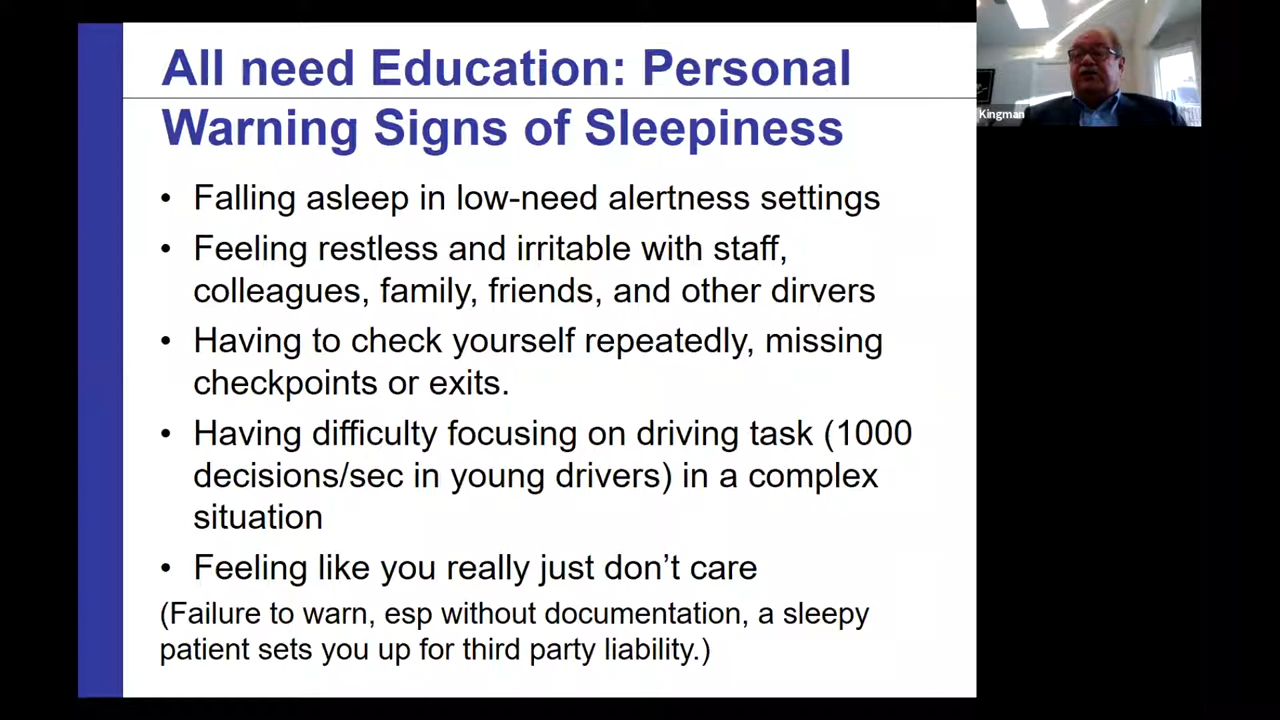 All need Education: Personal
Warning Signs of Sleepiness
• Falling asleep in low-need alertness settings
• Feeling restless and irritable with staff,
colleagues, family, friends, and other dirvers
• Having to check yourself repeatedly, missing
checkpoints or exits.
• Having difficulty focusing on driving task (1000
decisions/sec in young drivers) in a complex
situation
• Feeling like you really just don’t care
(Failure to warn, esp without documentation, a sleepy
patient sets you up for third party liability.)
Kingman